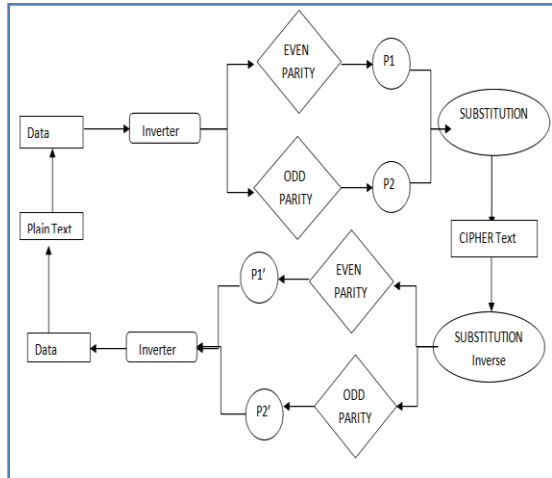 EVEN
PARITY
P1
SUBSTITUTION
Data
Inverter
ODD
PARITY
P2
Plain Text
CIPHER Text
EVEN
PARITY
P1'
SUBSTITUTION
Inverse
Data
Inverter
ODD
PARITY
P2'